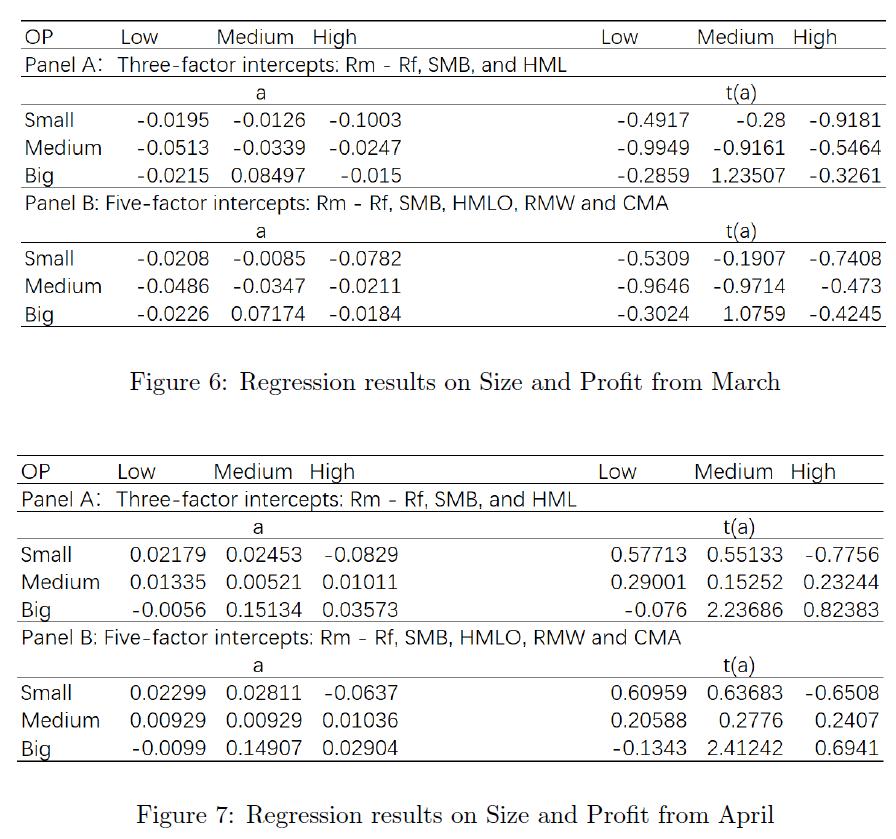 OP Low Medium High Low Medium High
Panel A: Three-factor intercepts: Rm - Rf, SMB, and HML
a t(a)
Small -0.0195 -0.0126 -0.1003 -0.4917 -0.28 -0.9181
Medium -0.0513 -0.0339 -0.0247 -0.9949 -0.9161 -0.5464
Big -0.0215 0.08497 -0.015 -0.2859 1.23507 -0.3261
Panel B: Five-factor intercepts: Rm - Rf, SMB, HMLO, RMW and CMA
a t(a)
Small -0.0208 -0.0085 -0.0782 -0.5309 -0.1907 -0.7408
Medium -0.0486 -0.0347 -0.0211 -0.9646 -0.9714 -0.473
Big -0.0226 0.07174 -0.0184 -0.3024 1.0759 -0.4245
Figure 6: Regression results on Size and Profit from March
OP Low Medium High Low Medium High
Panel A: Three-factor intercepts: Rm - Rf, SMB, and HML
a t(a)
Small 0.02179 0.02453 -0.0829 0.57713 0.55133 -0.7756
Medium 0.01335 0.00521 0.01011 0.29001 0.15252 0.23244
Big -0.0056 0.15134 0.03573 -0.076 2.23686 0.82383
Panel B: Five-factor intercepts: Rm - Rf, SMB, HMLO, RMW and CMA
a t(a)
Small 0.02299 0.02811 -0.0637 0.60959 0.63683 -0.6508
Medium 0.00929 0.00929 0.01036 0.20588 0.2776 0.2407
Big -0.0099 0.14907 0.02904 -0.1343 2.41242 0.6941
Figure 7: Regression results on Size and Profit from April